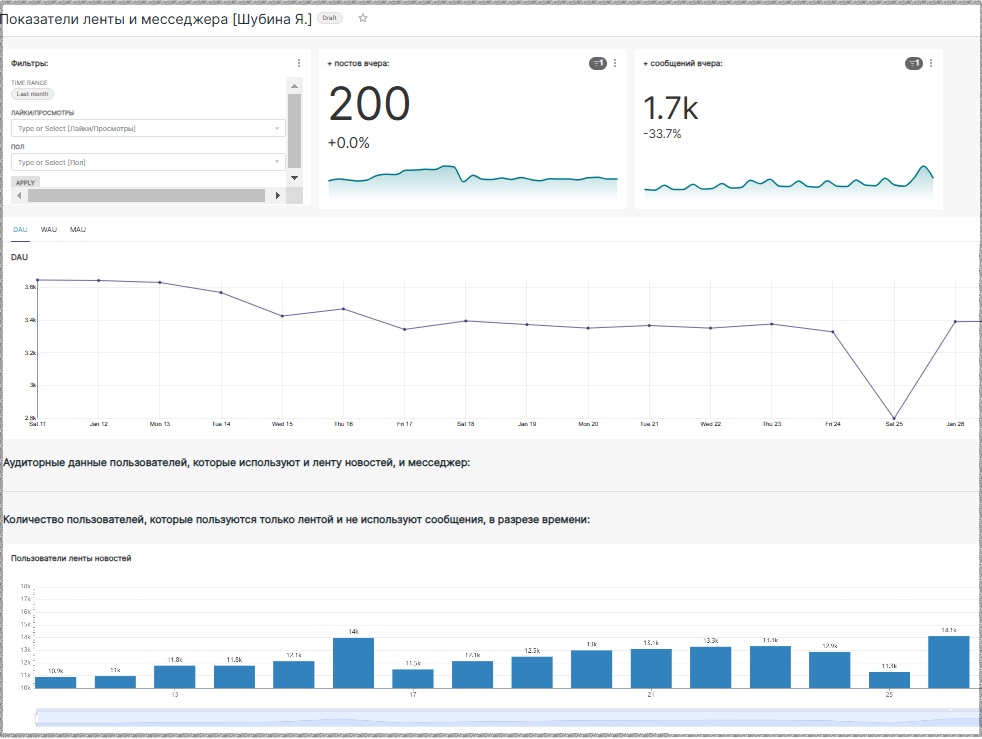 Показатели ленты и месседжера [Шубина Я.] Draft
Фильтры:
TIME RANGE
Last month
ЛАЙКИ/ПРОСМОТРЫ
Type or Select [Лайки/Просмотры]
ПОЛ
Type or Select [Пол]
APPLY
+ постов вчера:
1
200
+0.0%
+ сообщений вчера:
1
1.7k
-33.7%
DAU WAU MAU
DAU
3.6k
3.4k
3.2k
3k
2.8k
Sat 11 Jan 12 Mon 13 Tue 14 Wed 15 Thu 16 Fri 17 Sat 18 Jan 19 Mon 20 Tue 21 Wed 22 Thu 23 Fri 24 Sat 25 Jan 26
Аудиторные данные пользователей, которые используют и ленту новостей, и месседжер:
Количество пользователей, которые пользуются только лентой и не используют сообщения, в разрезе времени:
Пользователи ленты новостей
18k
17k
16k
15k
14k
13k
12k
11k
10k
10.9k 11k 11.8k 11.8k 12.1k 14k 11.5k 12.1k 12.5k 13k 13.1k 13.3k 13.3k 12.9k 11.3k 14.1k
13 17 21 25